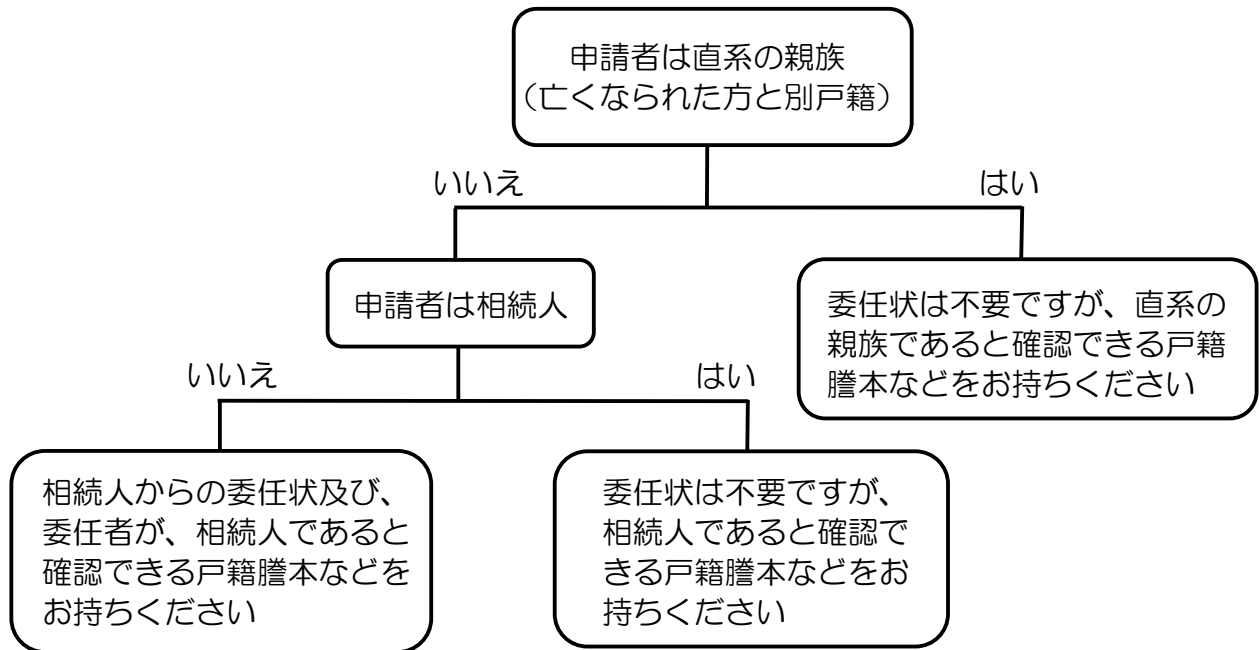 申請者は直系の親族
（亡くなられた方と別戸籍）
いいえ
はい
申請者は相続人
委任状は不要ですが、直系の
親族であると確認できる戸籍
謄本などをお持ちください
いいえ
はい
相続人からの委任状及び、
委任者が、相続人であると
確認できる戸籍謄本などを
お持ちください
委任状は不要ですが、
相続人であると確認で
きる戸籍謄本などをお
持ちください